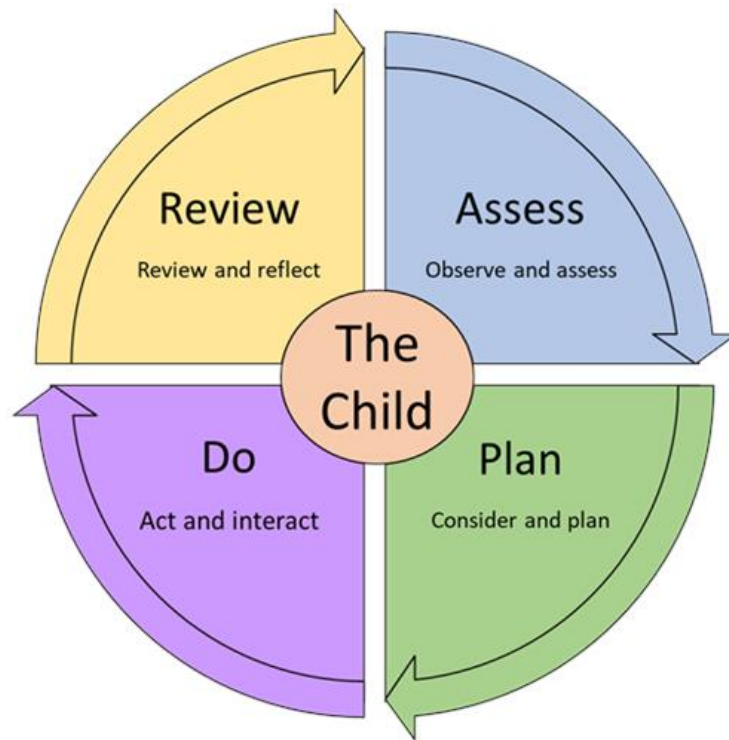 Review
Review and reflect
Assess
Observe and assess
The
Child
Do
Act and interact
Plan
Consider and plan